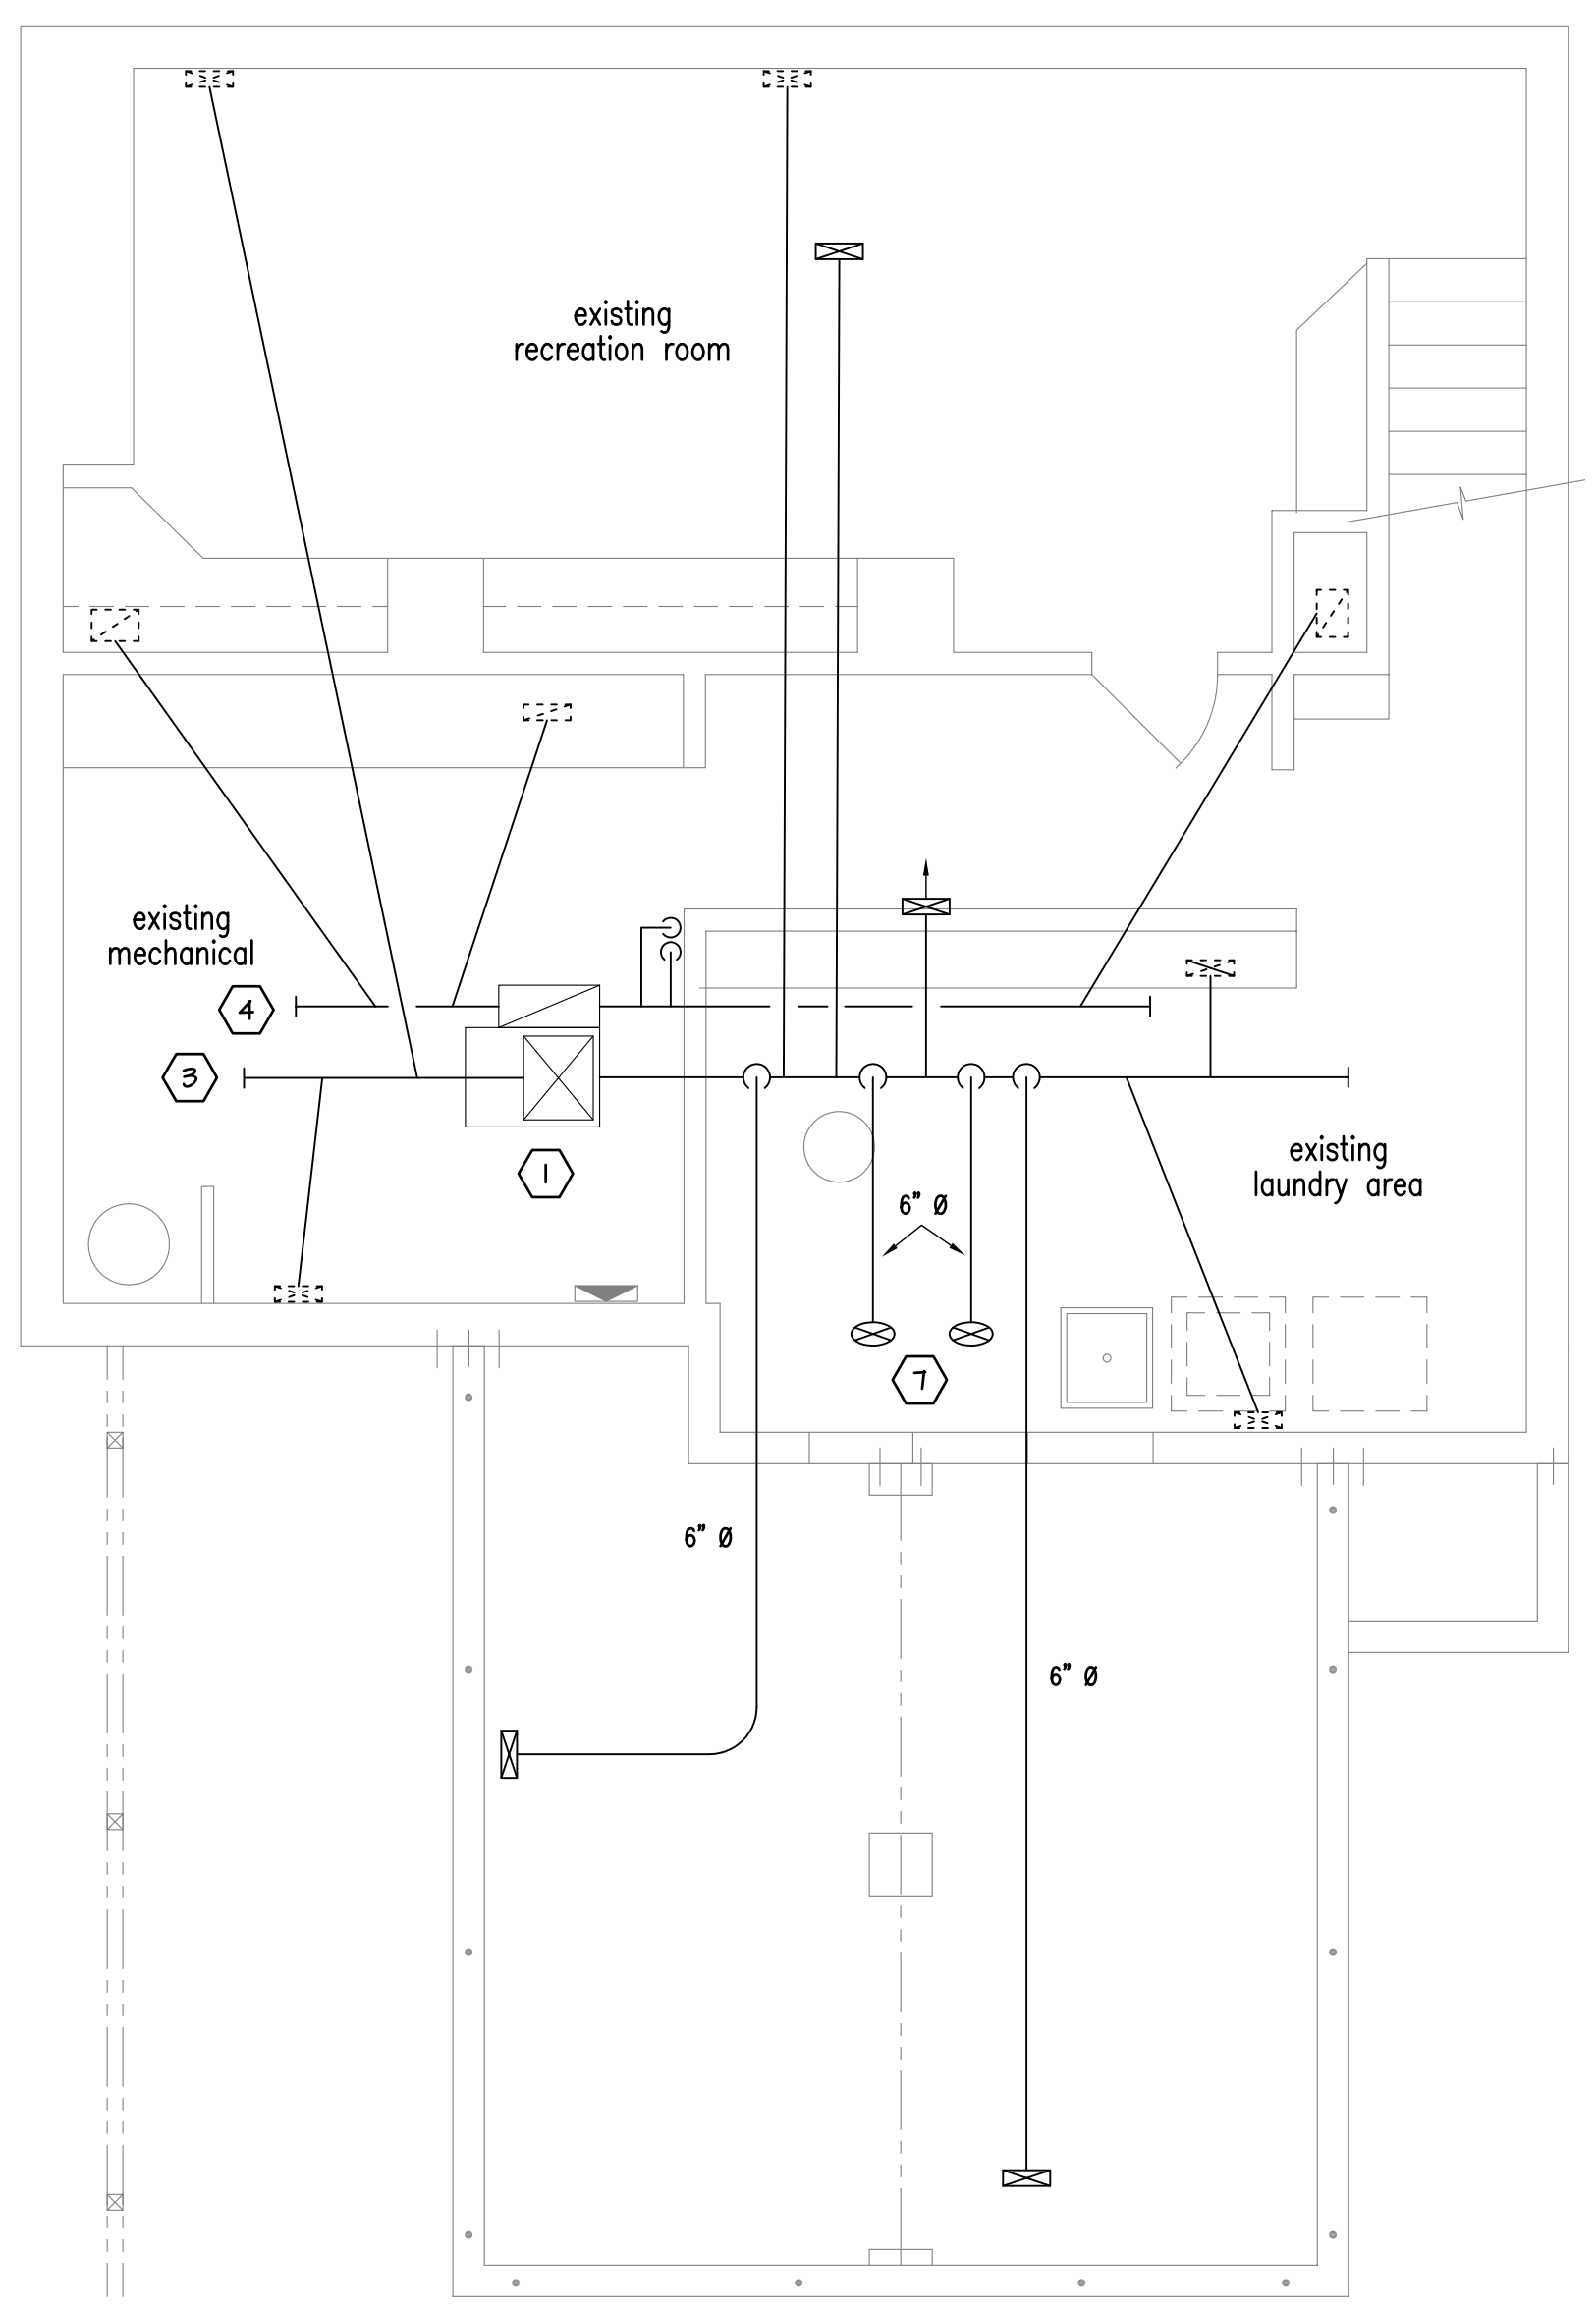 existing
recreation room
existing
mechanical
4
3
1
existing
laundry area
6" Ø
7
6" Ø
6" Ø